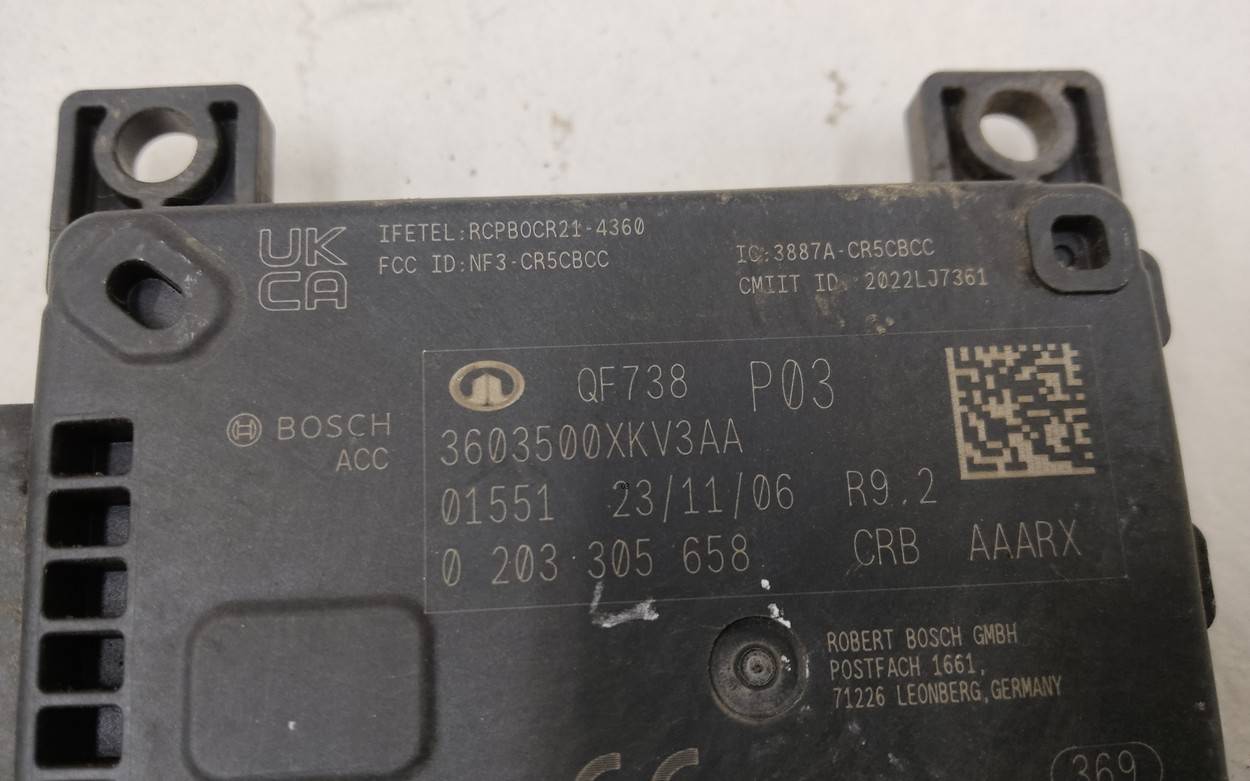 UK
CA
IFETEL:RCPBOCR21-4360
FCC ID:NF3-CR5CBCC
IC:3887A-CR5CBCC
CMIIT ID: 2022LJ7361
QF738 P03
BOSCH
ACC
3603500XKV3AA
01551 23/11/06 R9.2
0 203 305 658 CRB AAARX
ROBERT BOSCH GMBH
POSTFACH 1661,
71226 LEONBERG,GERMANY
CE
369